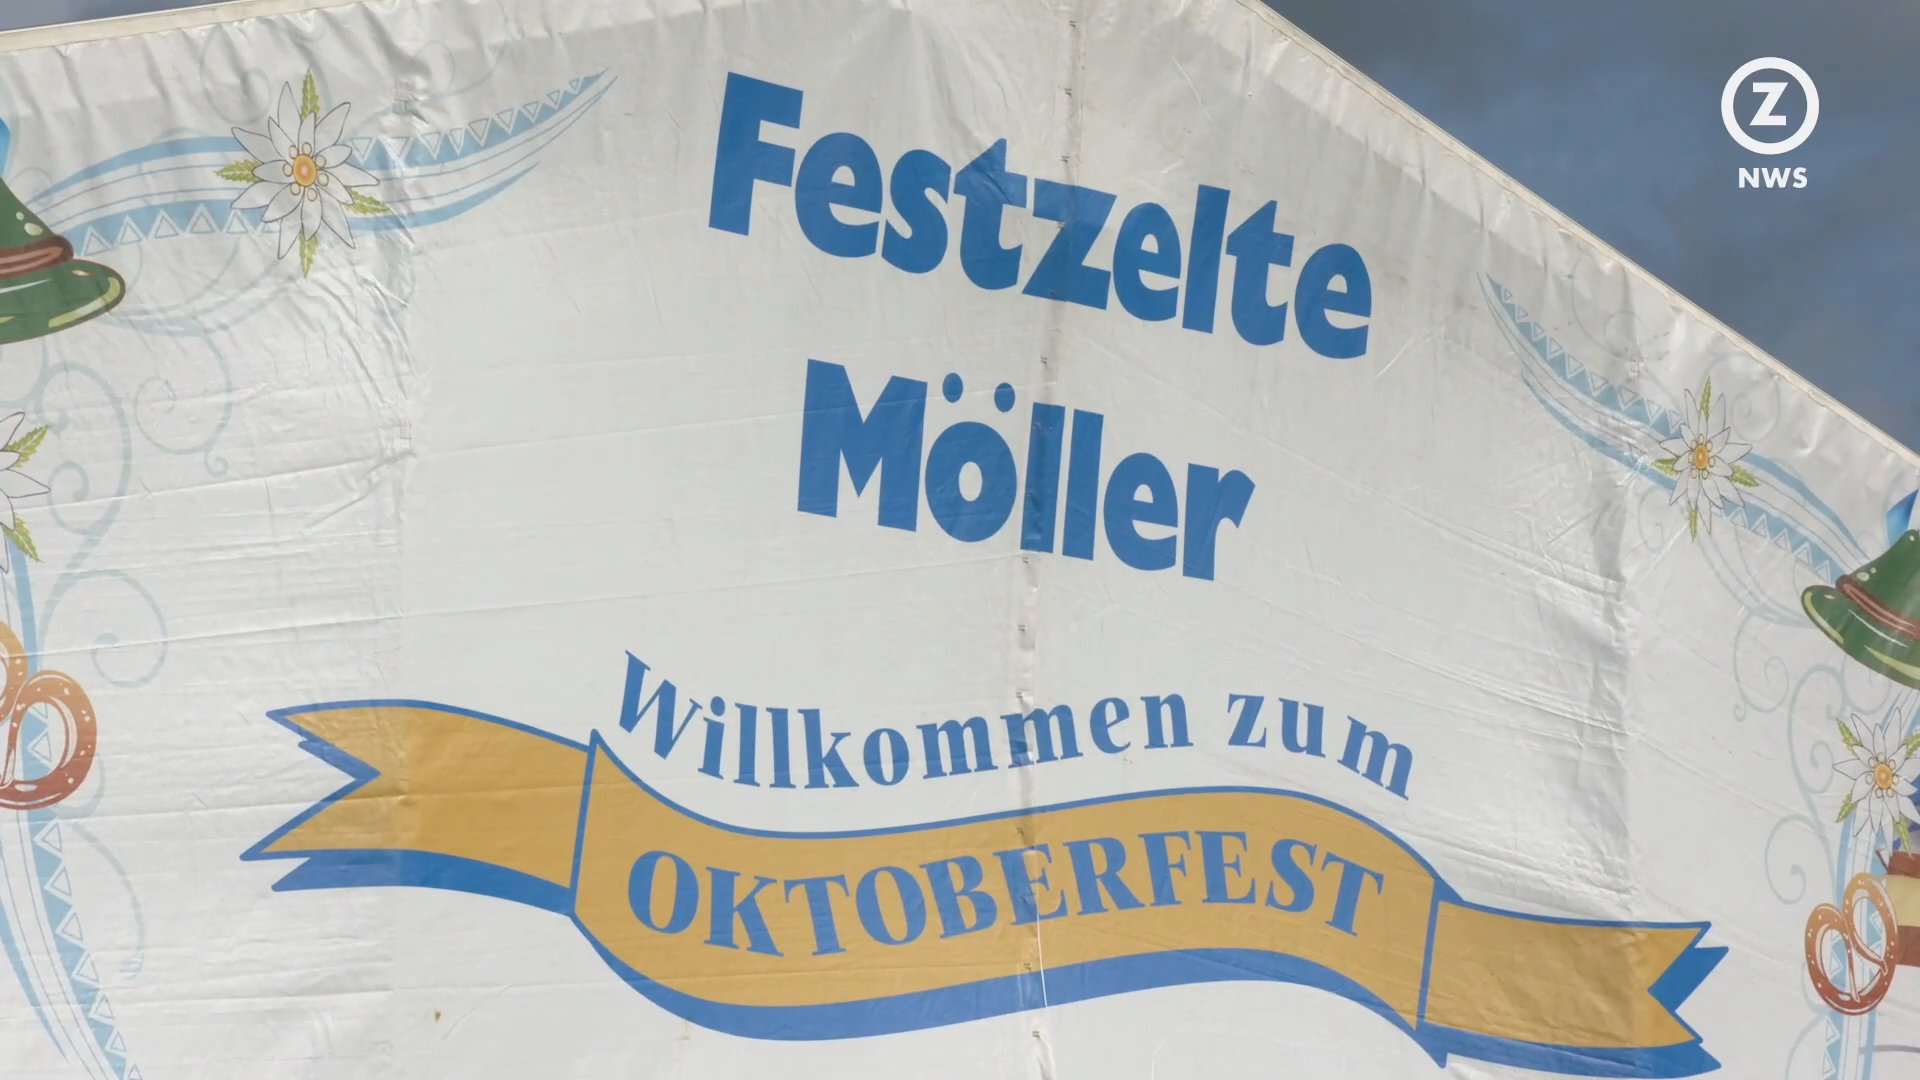 Festzelte
Möller
Willkommen zum
OKTOBERFEST
Z
NWS